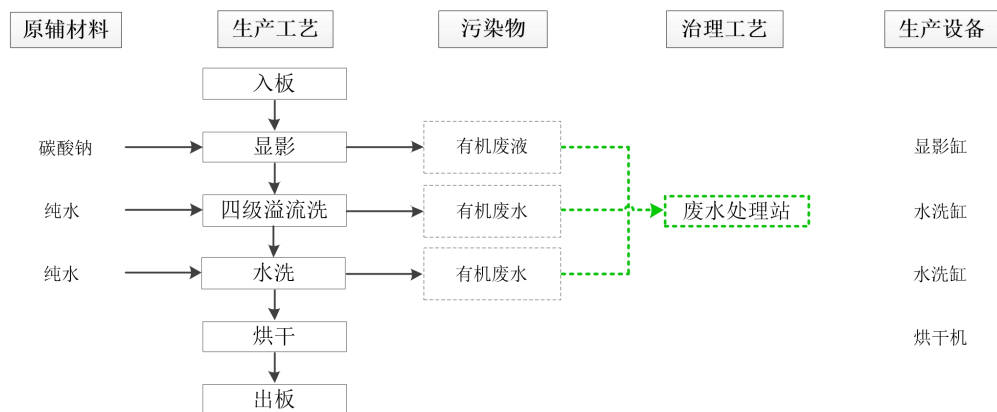 原辅材料 生产工艺 污染物 治理工艺 生产设备
入板
碳酸钠 显影 有机废液 显影缸
纯水 四级溢流洗 有机废水 废水处理站 水洗缸
纯水 水洗 有机废水 水洗缸
烘干 烘干机
出板